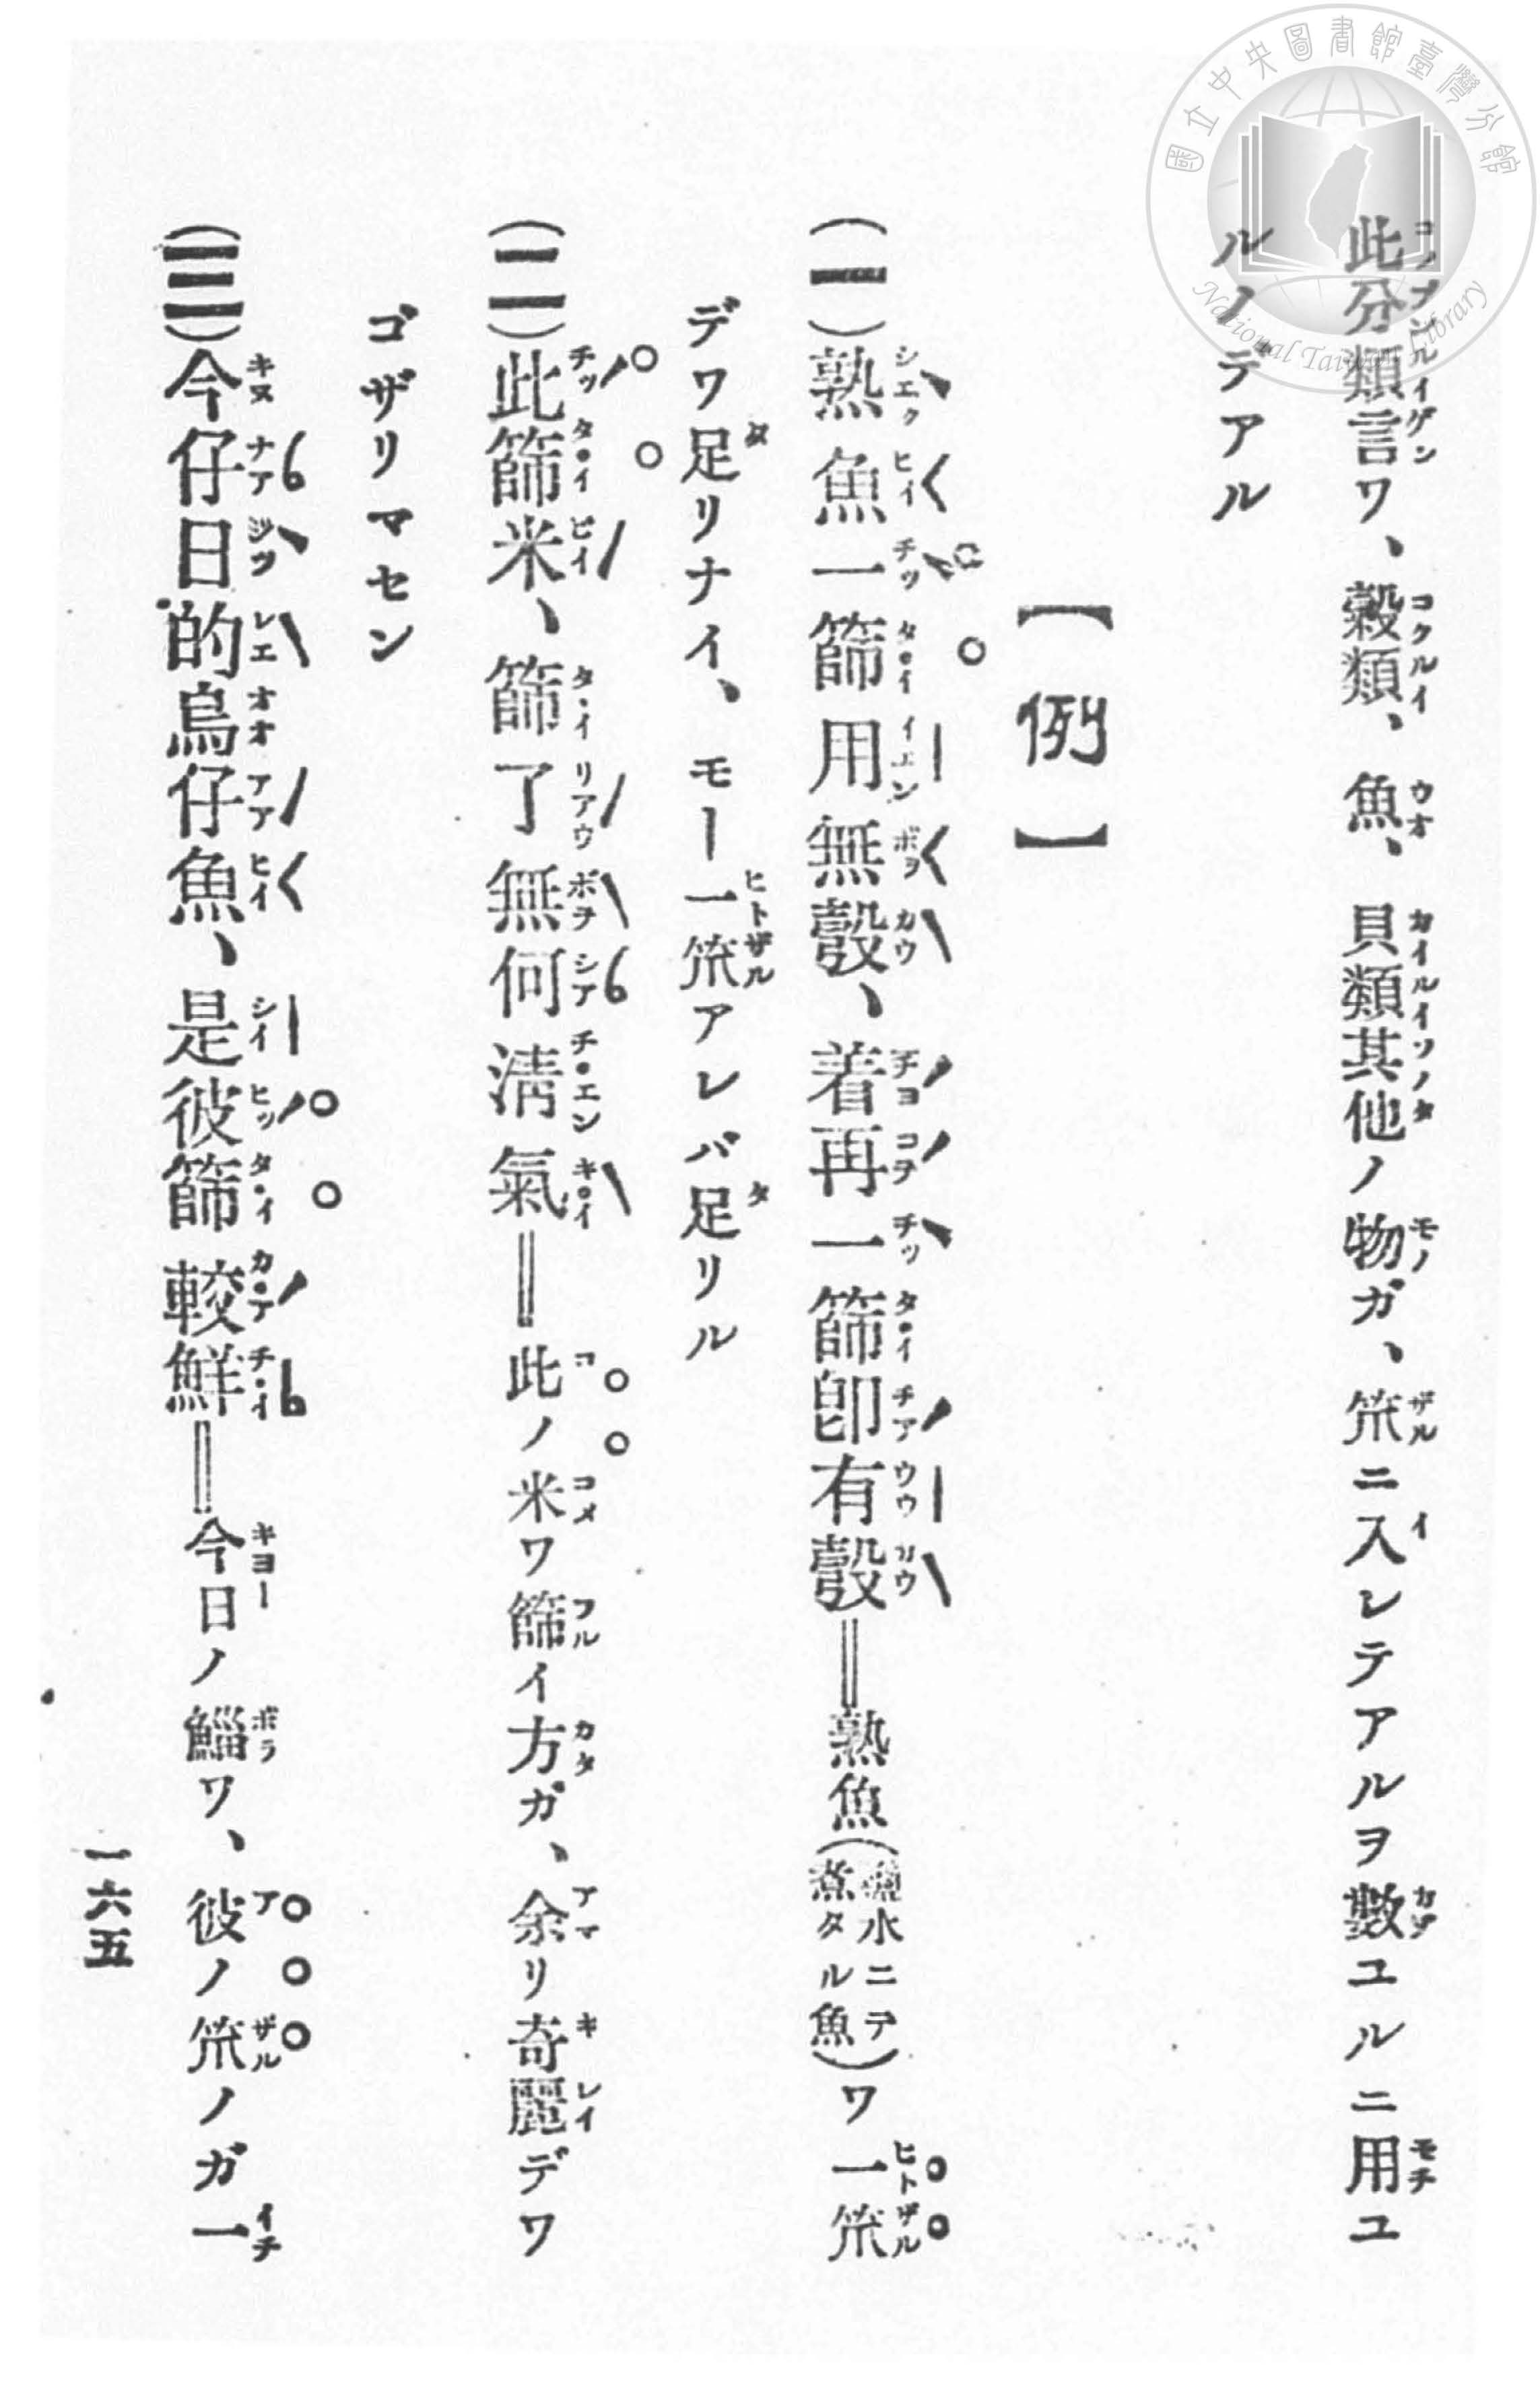 此分類言ワ、穀類、魚、貝類其他ノ物ガ、笊ニ入レテアルヲ數ユルニ用ユ
ルノデアル
【例】
(一)熟魚一篩用無彀、着再一篩卽有彀=熟魚(鹽水ニテ煮タル魚)ワ一笊
デワ足リナイ、モー一笊アレバ足リル
(二)此篩米、篩了無何淸氣=此ノ米ワ篩イ方ガ、余リ奇麗デワ
ゴザリマセン
(三)今仔日的烏仔魚、是彼篩較鮮=今日ノ鯔ワ、彼ノ笊ノガ一
一六五
國立中央圖書館臺灣分館
National Taiwan Library